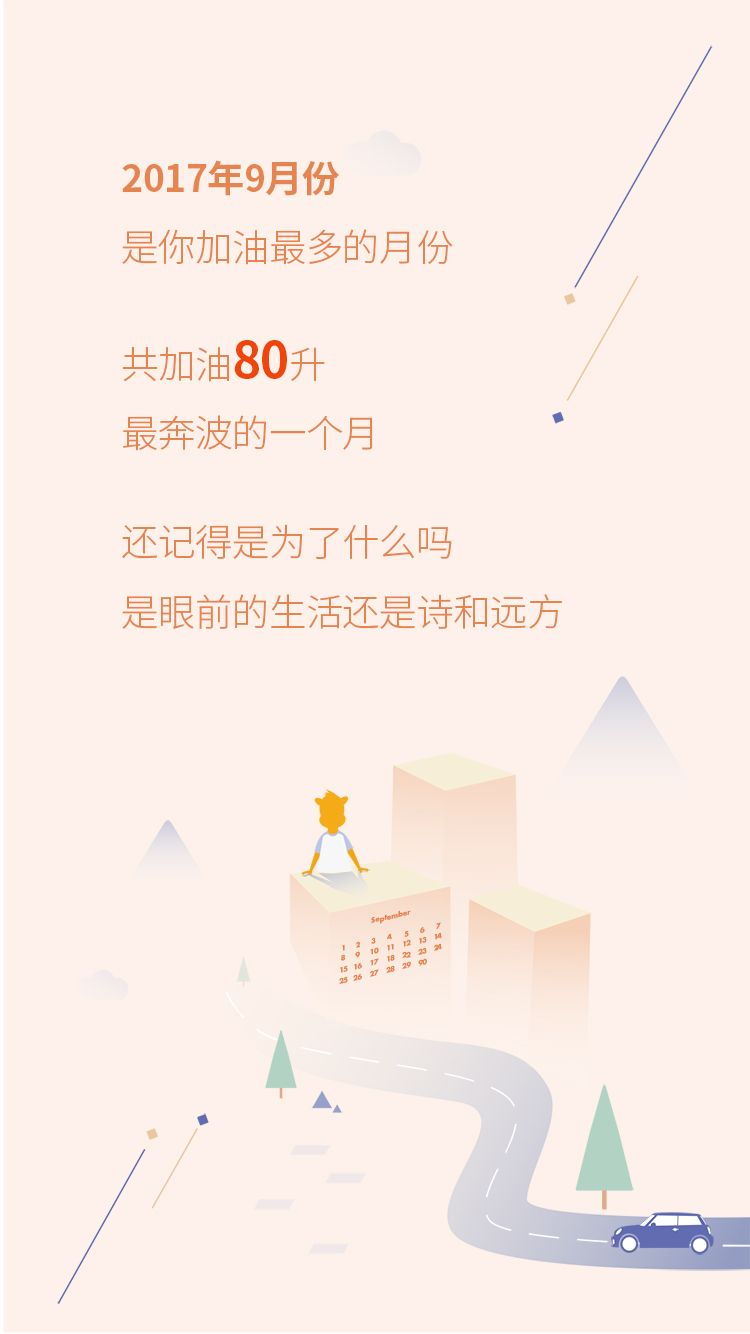 2017年9月份
是你加油最多的月份
共加油80升
最奔波的一个月
还记得是为了什么吗
是眼前的生活还是诗和远方
September
1 2 3 4 5 6 7
8 9 10 11 12 13 14
15 16 17 18 22 23 24
25 26 27 28 29 90